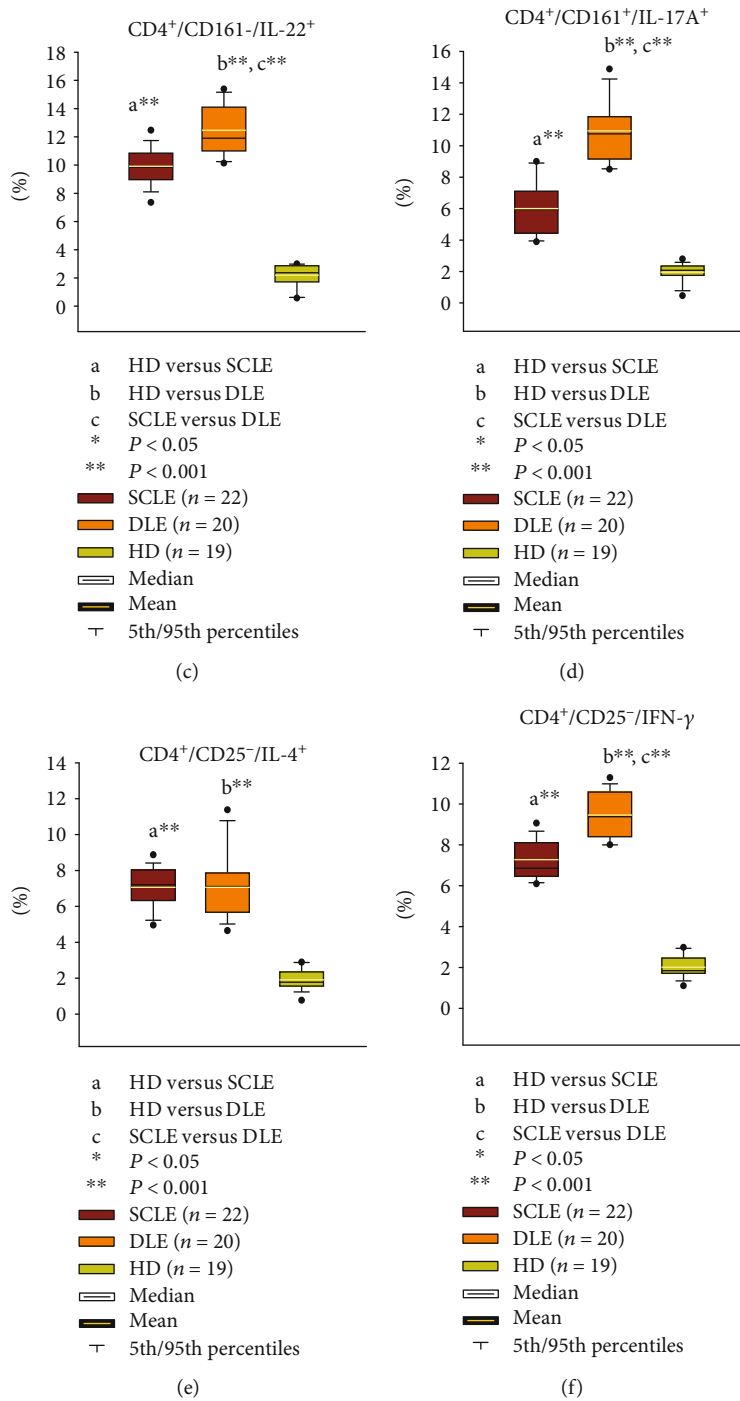 CD4⁺/CD161-/IL-22⁺
18
16
14
12
10
8
6
4
2
0
(%)
a**
b**, c**
a HD versus SCLE
b HD versus DLE
c SCLE versus DLE
* P < 0.05
** P < 0.001
SCLE (n = 22)
DLE (n = 20)
HD (n = 19)
Median
Mean
5th/95th percentiles
(c)
CD4⁺/CD161⁺/IL-17A⁺
16
14
12
10
8
6
4
2
0
(%)
a**
b**, c**
a HD versus SCLE
b HD versus DLE
c SCLE versus DLE
* P < 0.05
** P < 0.001
SCLE (n = 22)
DLE (n = 20)
HD (n = 19)
Median
Mean
5th/95th percentiles
(d)
CD4⁺/CD25⁻/IL-4⁺
14
12
10
8
6
4
2
0
(%)
a**
b**
a HD versus SCLE
b HD versus DLE
c SCLE versus DLE
* P < 0.05
** P < 0.001
SCLE (n = 22)
DLE (n = 20)
HD (n = 19)
Median
Mean
5th/95th percentiles
(e)
CD4⁺/CD25⁻/IFN-γ
12
10
8
6
4
2
0
(%)
a**
b**, c**
a HD versus SCLE
b HD versus DLE
c SCLE versus DLE
* P < 0.05
** P < 0.001
SCLE (n = 22)
DLE (n = 20)
HD (n = 19)
Median
Mean
5th/95th percentiles
(f)